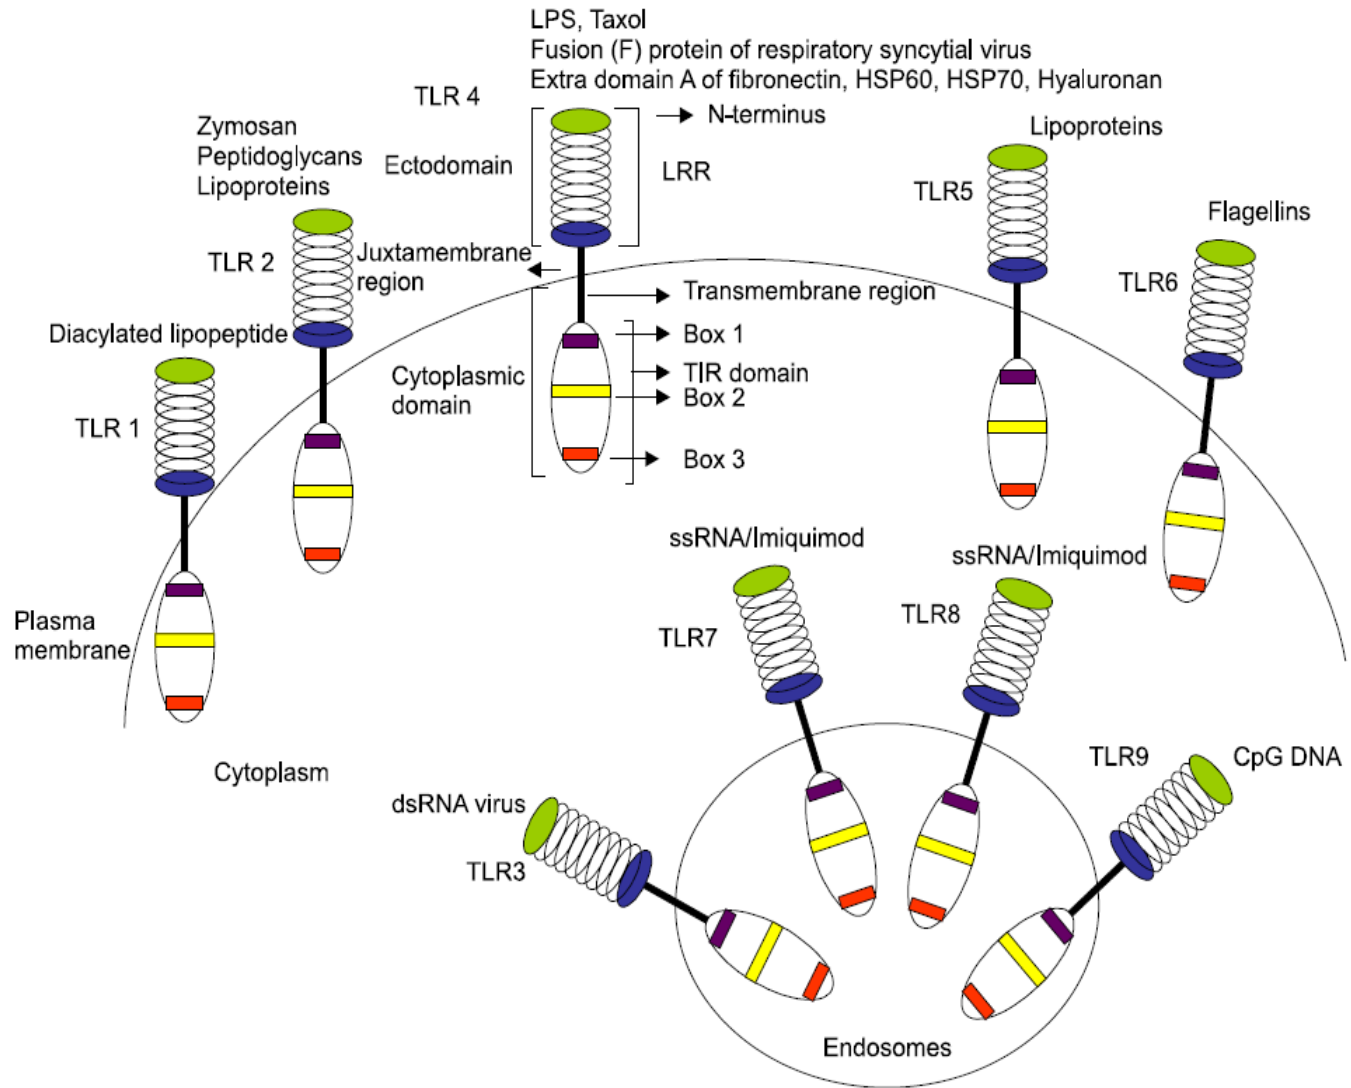 LPS, Taxol
Fusion (F) protein of respiratory syncytial virus
Extra domain A of fibronectin, HSP60, HSP70, Hyaluronan
TLR 4
N-terminus
Ectodomain
LRR
Zymosan
Peptidoglycans
Lipoproteins
TLR 2
Juxtamembrane
region
Transmembrane region
Box 1
TIR domain
Box 2
Box 3
Cytoplasmic
domain
Diacylated lipopeptide
TLR 1
Lipoproteins
TLR5
Flagellins
TLR6
Plasma
membrane
Cytoplasm
ssRNA/Imiquimod
TLR7
ssRNA/Imiquimod
TLR8
dsRNA virus
TLR3
TLR9
CpG DNA
Endosomes